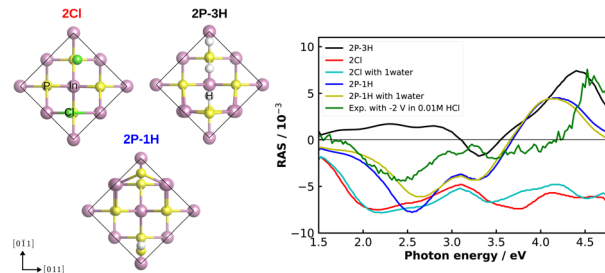 2Cl
2P-3H
P
In
Cl
H
2P-1H
[01̄1]
[011]
RAS / 10⁻³
10
5
0
−5
−10
1.5
2.0
2.5
3.0
3.5
4.0
4.5
Photon energy / eV
2P-3H
2Cl
2Cl with 1water
2P-1H
2P-1H with 1water
Exp. with -2 V in 0.01M HCl